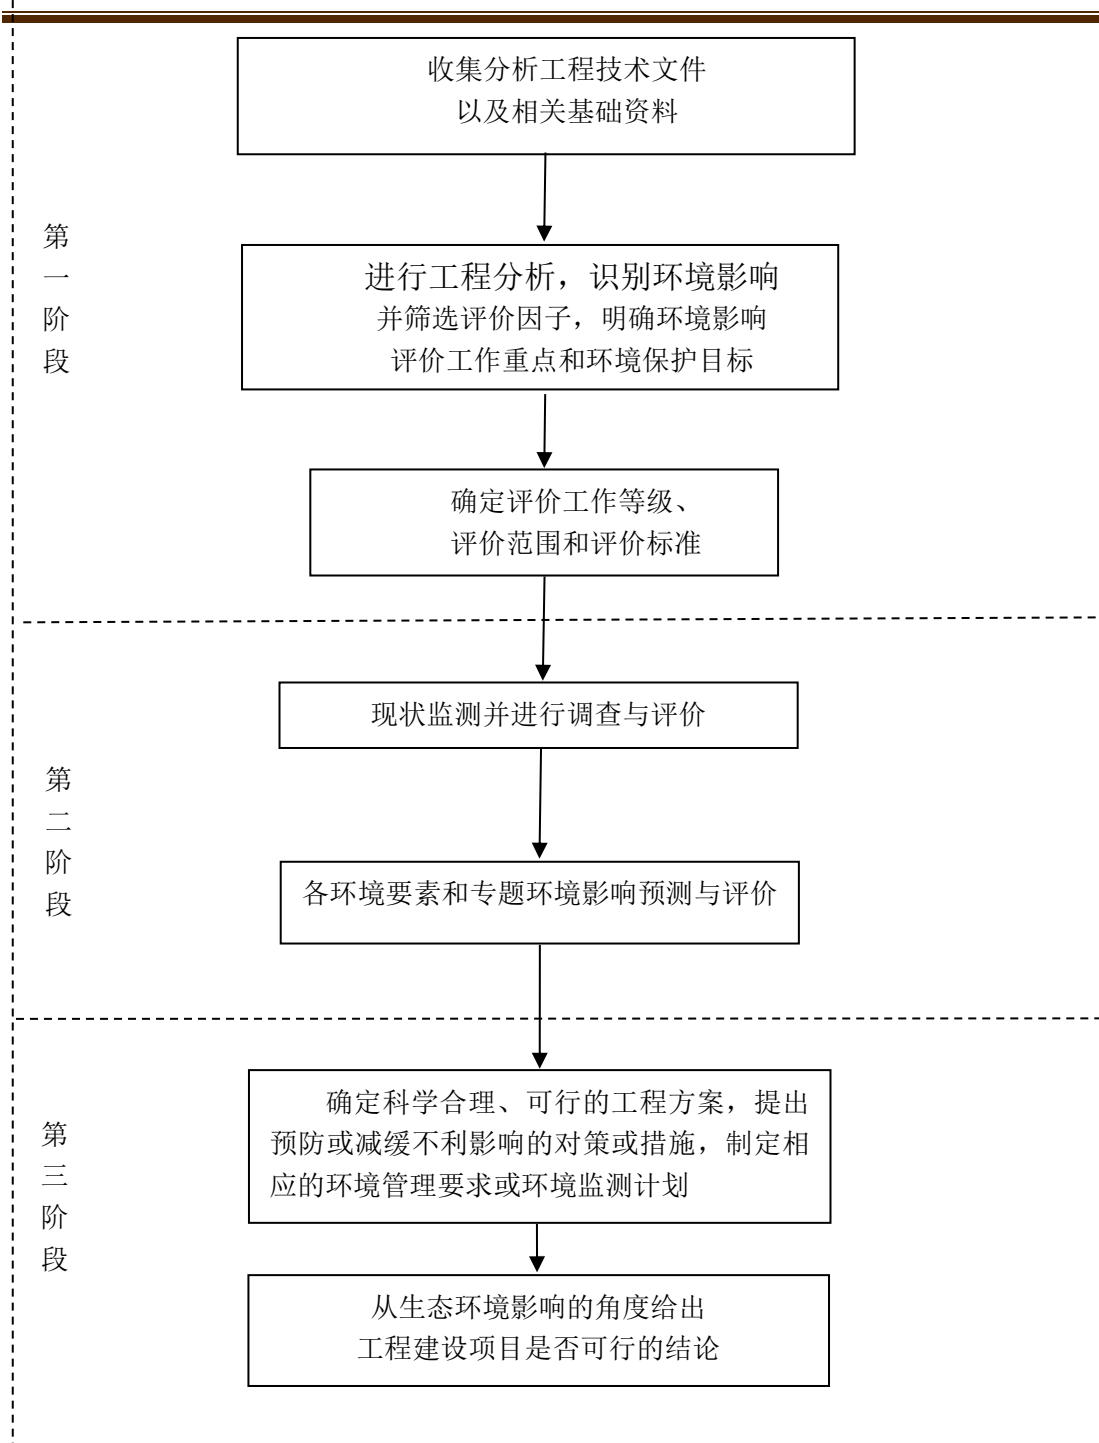 收集分析工程技术文件
以及相关基础资料
第
一
阶
段
进行工程分析，识别环境影响
并筛选评价因子，明确环境影响
评价工作重点和环境保护目标
确定评价工作等级、
评价范围和评价标准
现状监测并进行调查与评价
第
二
阶
段
各环境要素和专题环境影响预测与评价
确定科学合理、可行的工程方案，提出
预防或减缓不利影响的对策或措施，制定相
应的环境管理要求或环境监测计划
第
三
阶
段
从生态环境影响的角度给出
工程建设项目是否可行的结论